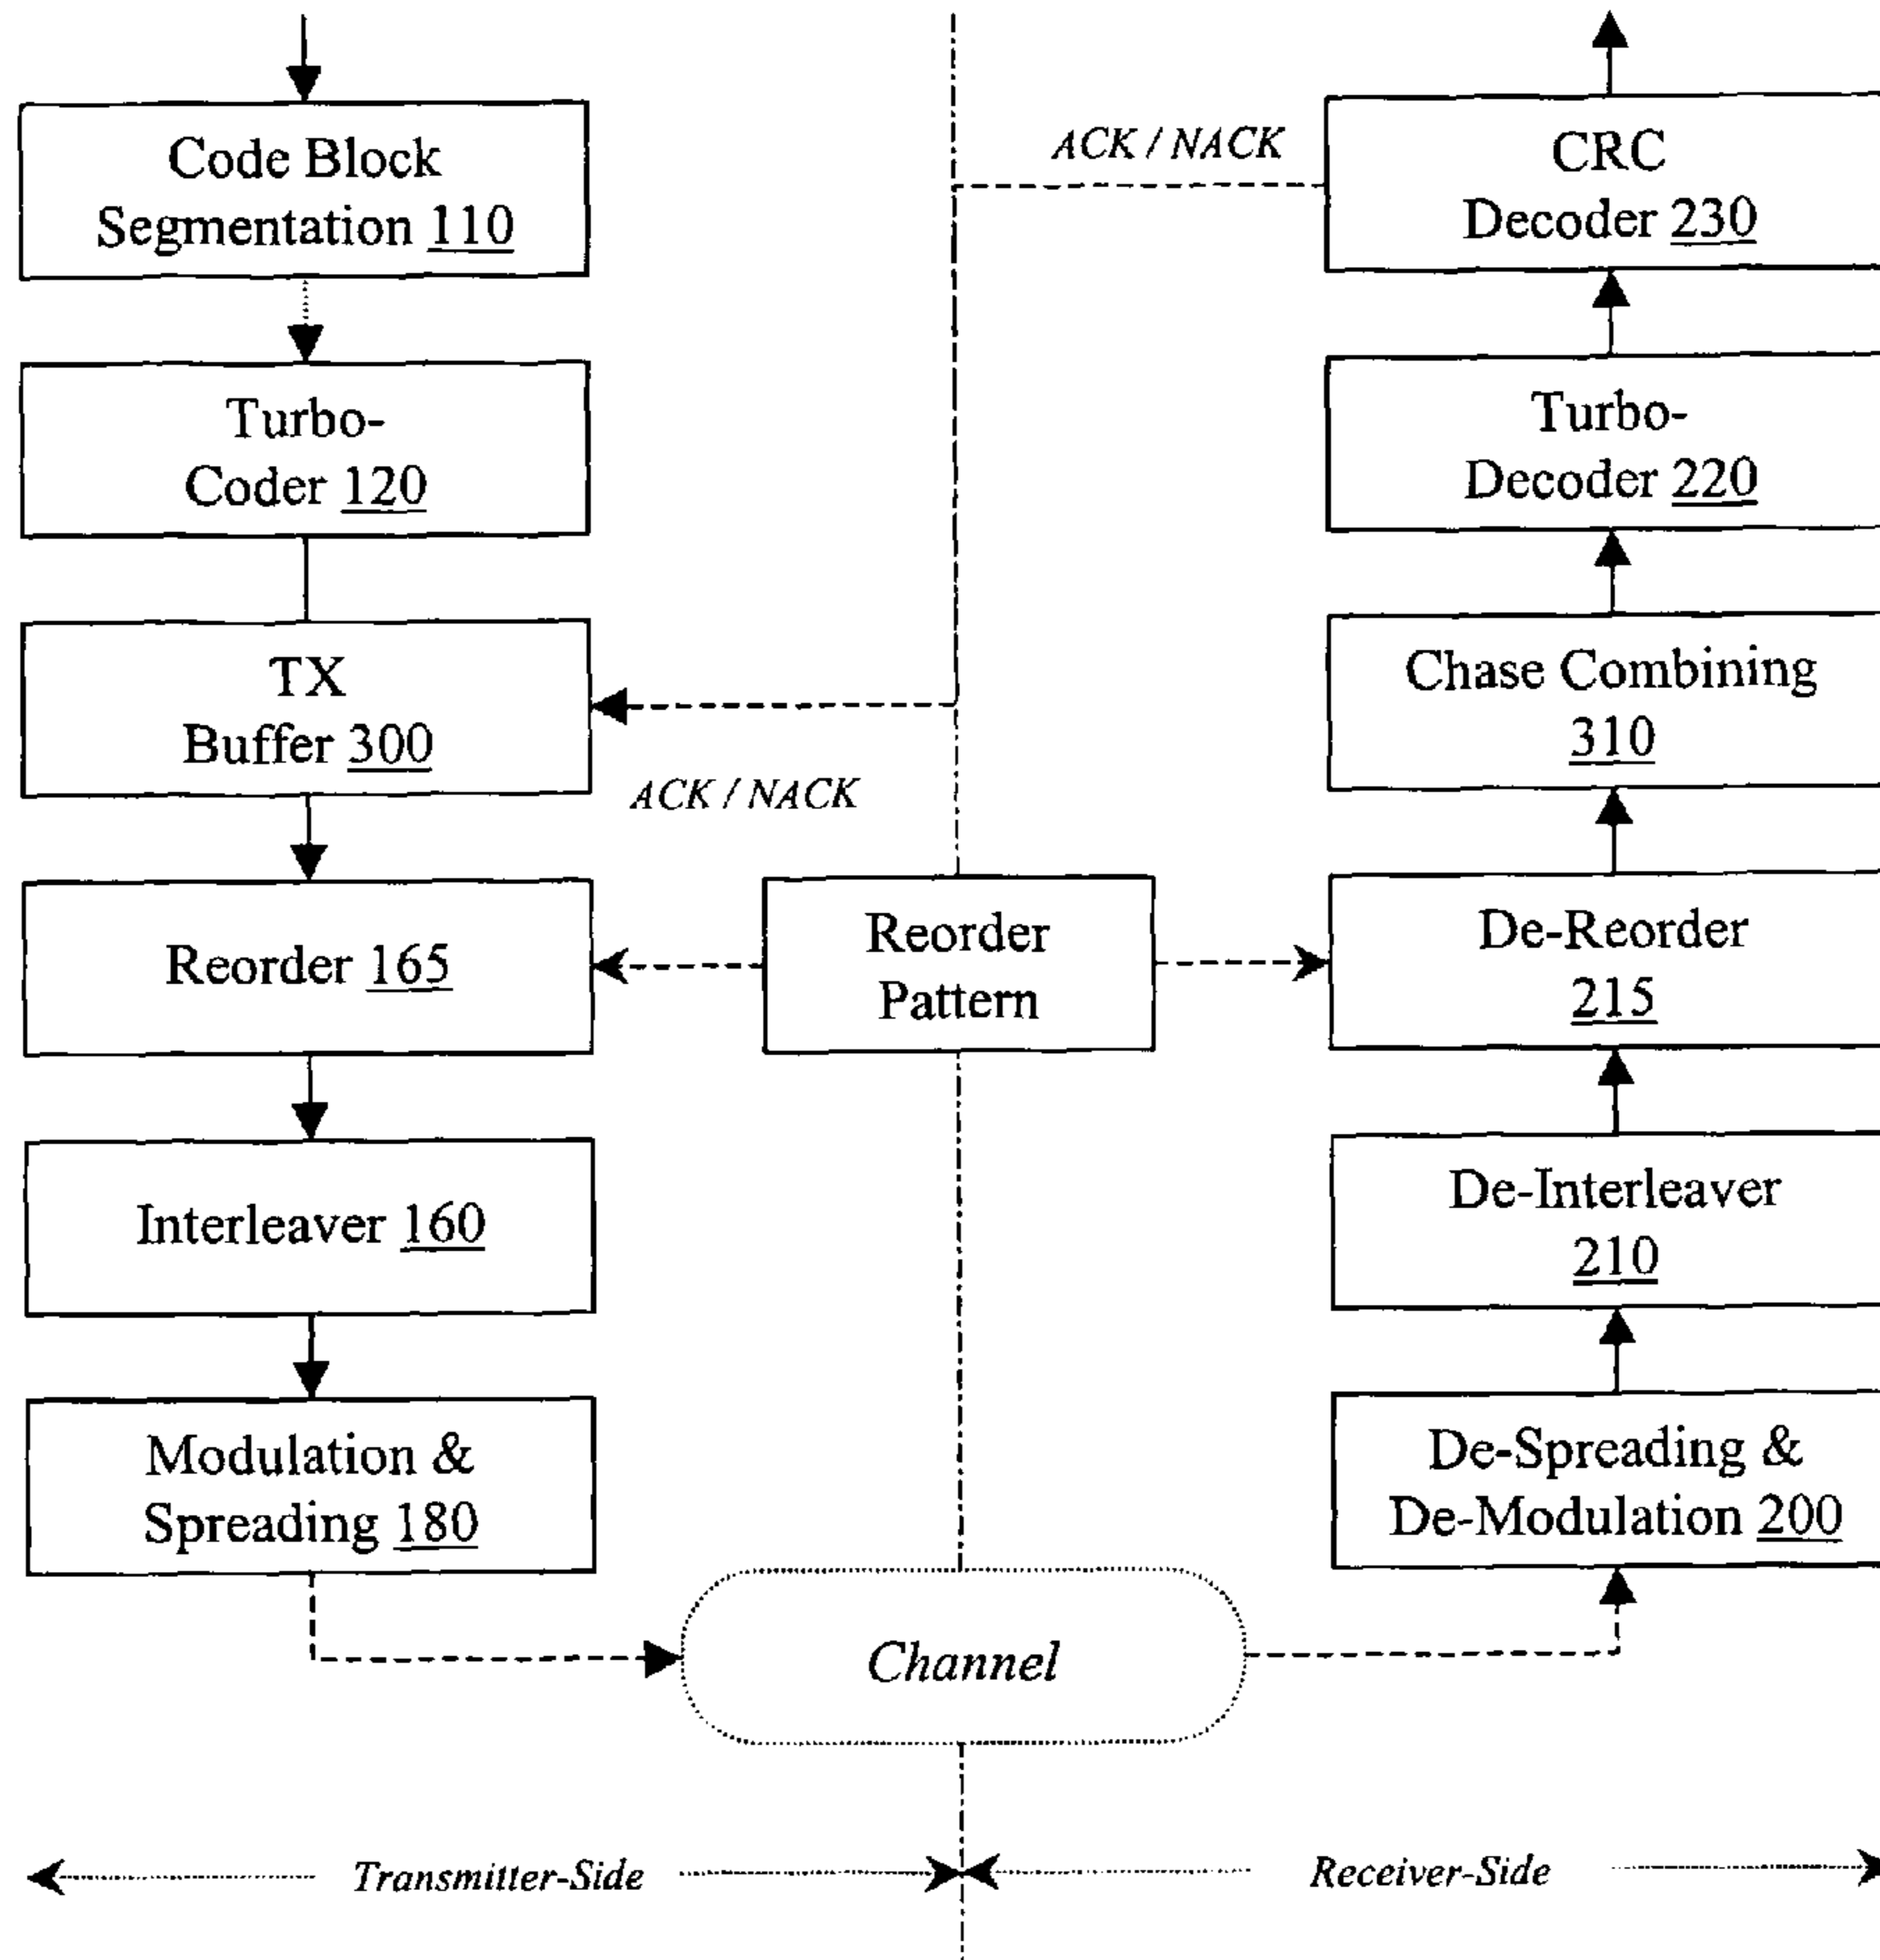 Code Block
Segmentation 110
Turbo-
Coder 120
TX
Buffer 300
Reorder 165
Interleaver 160
Modulation &
Spreading 180
ACK / NACK
ACK / NACK
Reorder
Pattern
Channel
CRC
Decoder 230
Turbo-
Decoder 220
Chase Combining
310
De-Reorder
215
De-Interleaver
210
De-Spreading &
De-Modulation 200
Transmitter-Side
Receiver-Side